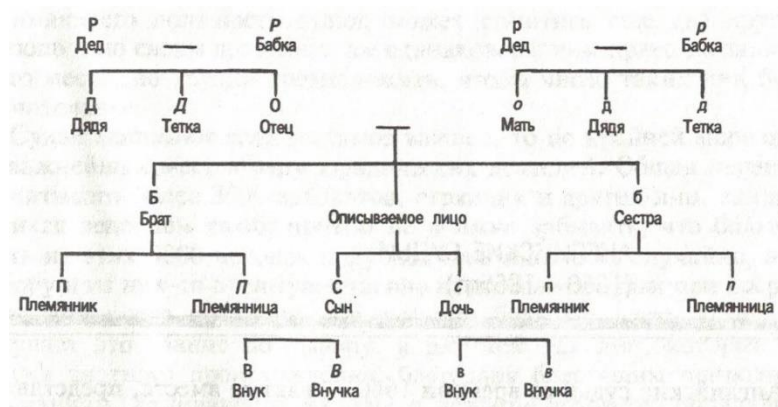 Р Р р р
Дед Бабка Дед Бабка
Д Д О о д д
Дядя Тетка Отец Мать Дядя Тетка
Б б
Брат Описываемое лицо Сестра
П П С с п п
Племянник Племянница Сын Дочь Племянник Племянница
В В в в
Внук Внучка Внук Внучка